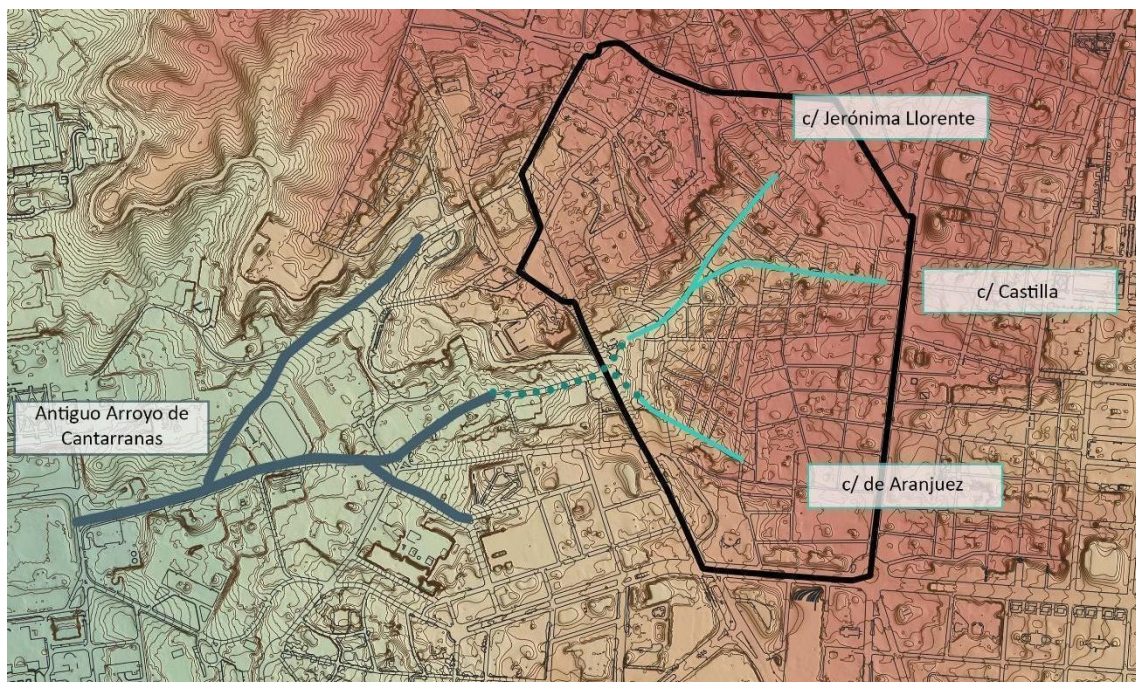 c/ Jerónima Llorente
c/ Castilla
Antiguo Arroyo de
Cantarranas
c/ de Aranjuez